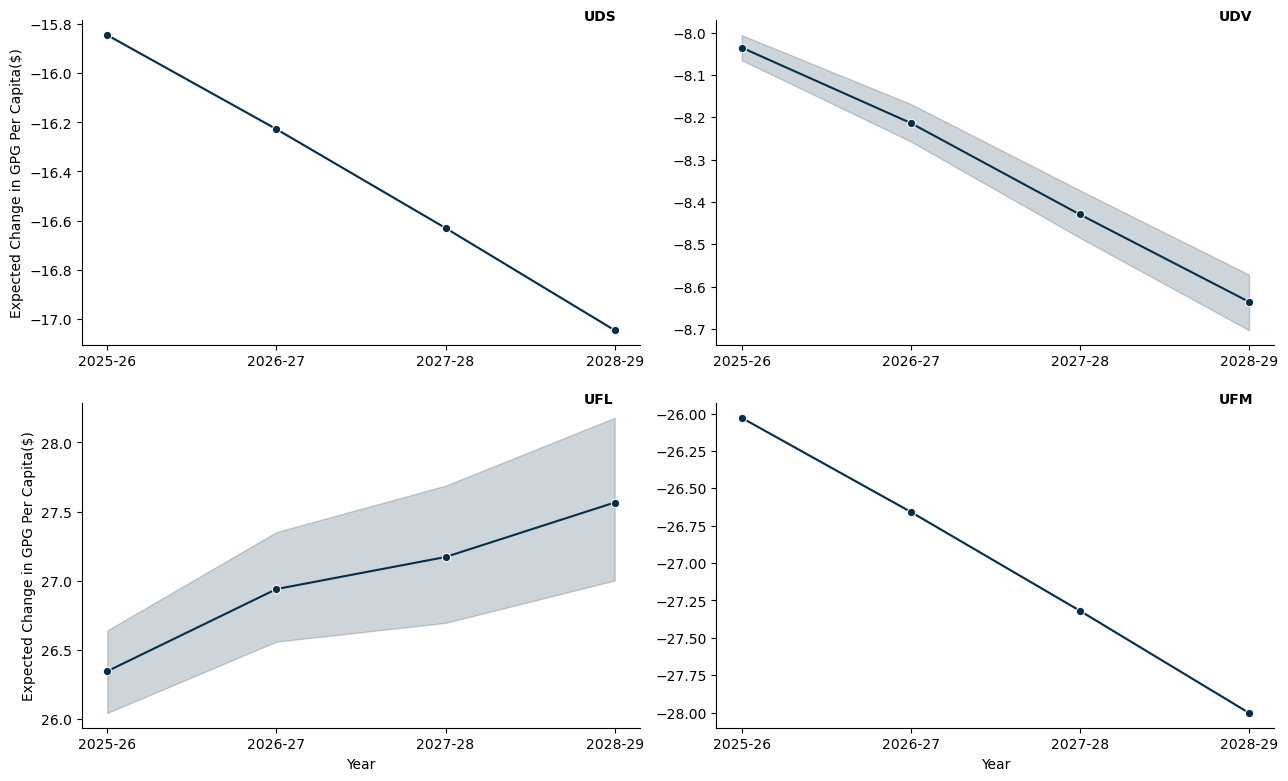 UDS
Expected Change in GPG Per Capita($)
−15.8
−16.0
−16.2
−16.4
−16.6
−16.8
−17.0
2025-26 2026-27 2027-28 2028-29
UDV
−8.0
−8.1
−8.2
−8.3
−8.4
−8.5
−8.6
−8.7
2025-26 2026-27 2027-28 2028-29
UFL
Expected Change in GPG Per Capita($)
28.0
27.5
27.0
26.5
26.0
2025-26 2026-27 2027-28 2028-29
Year
UFM
−26.00
−26.25
−26.50
−26.75
−27.00
−27.25
−27.50
−27.75
−28.00
2025-26 2026-27 2027-28 2028-29
Year